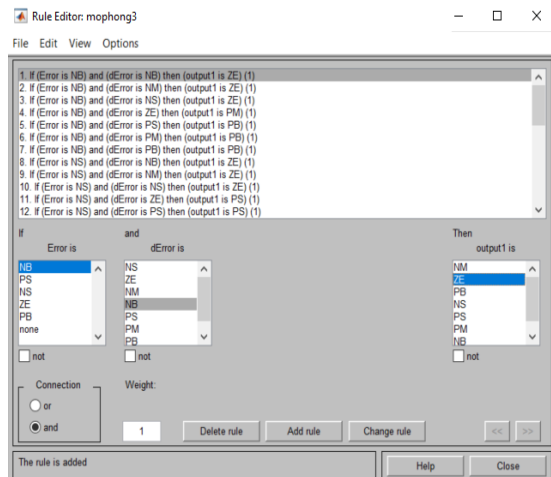 Rule Editor: mophong3
File Edit View Options
1. If (Error is NB) and (dError is NB) then (output1 is ZE) (1)
2. If (Error is NB) and (dError is NM) then (output1 is ZE) (1)
3. If (Error is NB) and (dError is NS) then (output1 is ZE) (1)
4. If (Error is NB) and (dError is ZE) then (output1 is PM) (1)
5. If (Error is NB) and (dError is PS) then (output1 is PB) (1)
6. If (Error is NB) and (dError is PM) then (output1 is PB) (1)
7. If (Error is NB) and (dError is PB) then (output1 is PB) (1)
8. If (Error is NS) and (dError is NB) then (output1 is ZE) (1)
9. If (Error is NS) and (dError is NM) then (output1 is ZE) (1)
10. If (Error is NS) and (dError is NS) then (output1 is ZE) (1)
11. If (Error is NS) and (dError is ZE) then (output1 is PS) (1)
12. If (Error is NS) and (dError is PS) then (output1 is PS) (1)
If and Then
Error is dError is output1 is
NB NS NM
PS ZE ZE
NS NM PB
ZE NB NS
PB PS PS
none PM PM
PB NB
not not not
Connection Weight:
or
and 1 Delete rule Add rule Change rule << >>
The rule is added Help Close